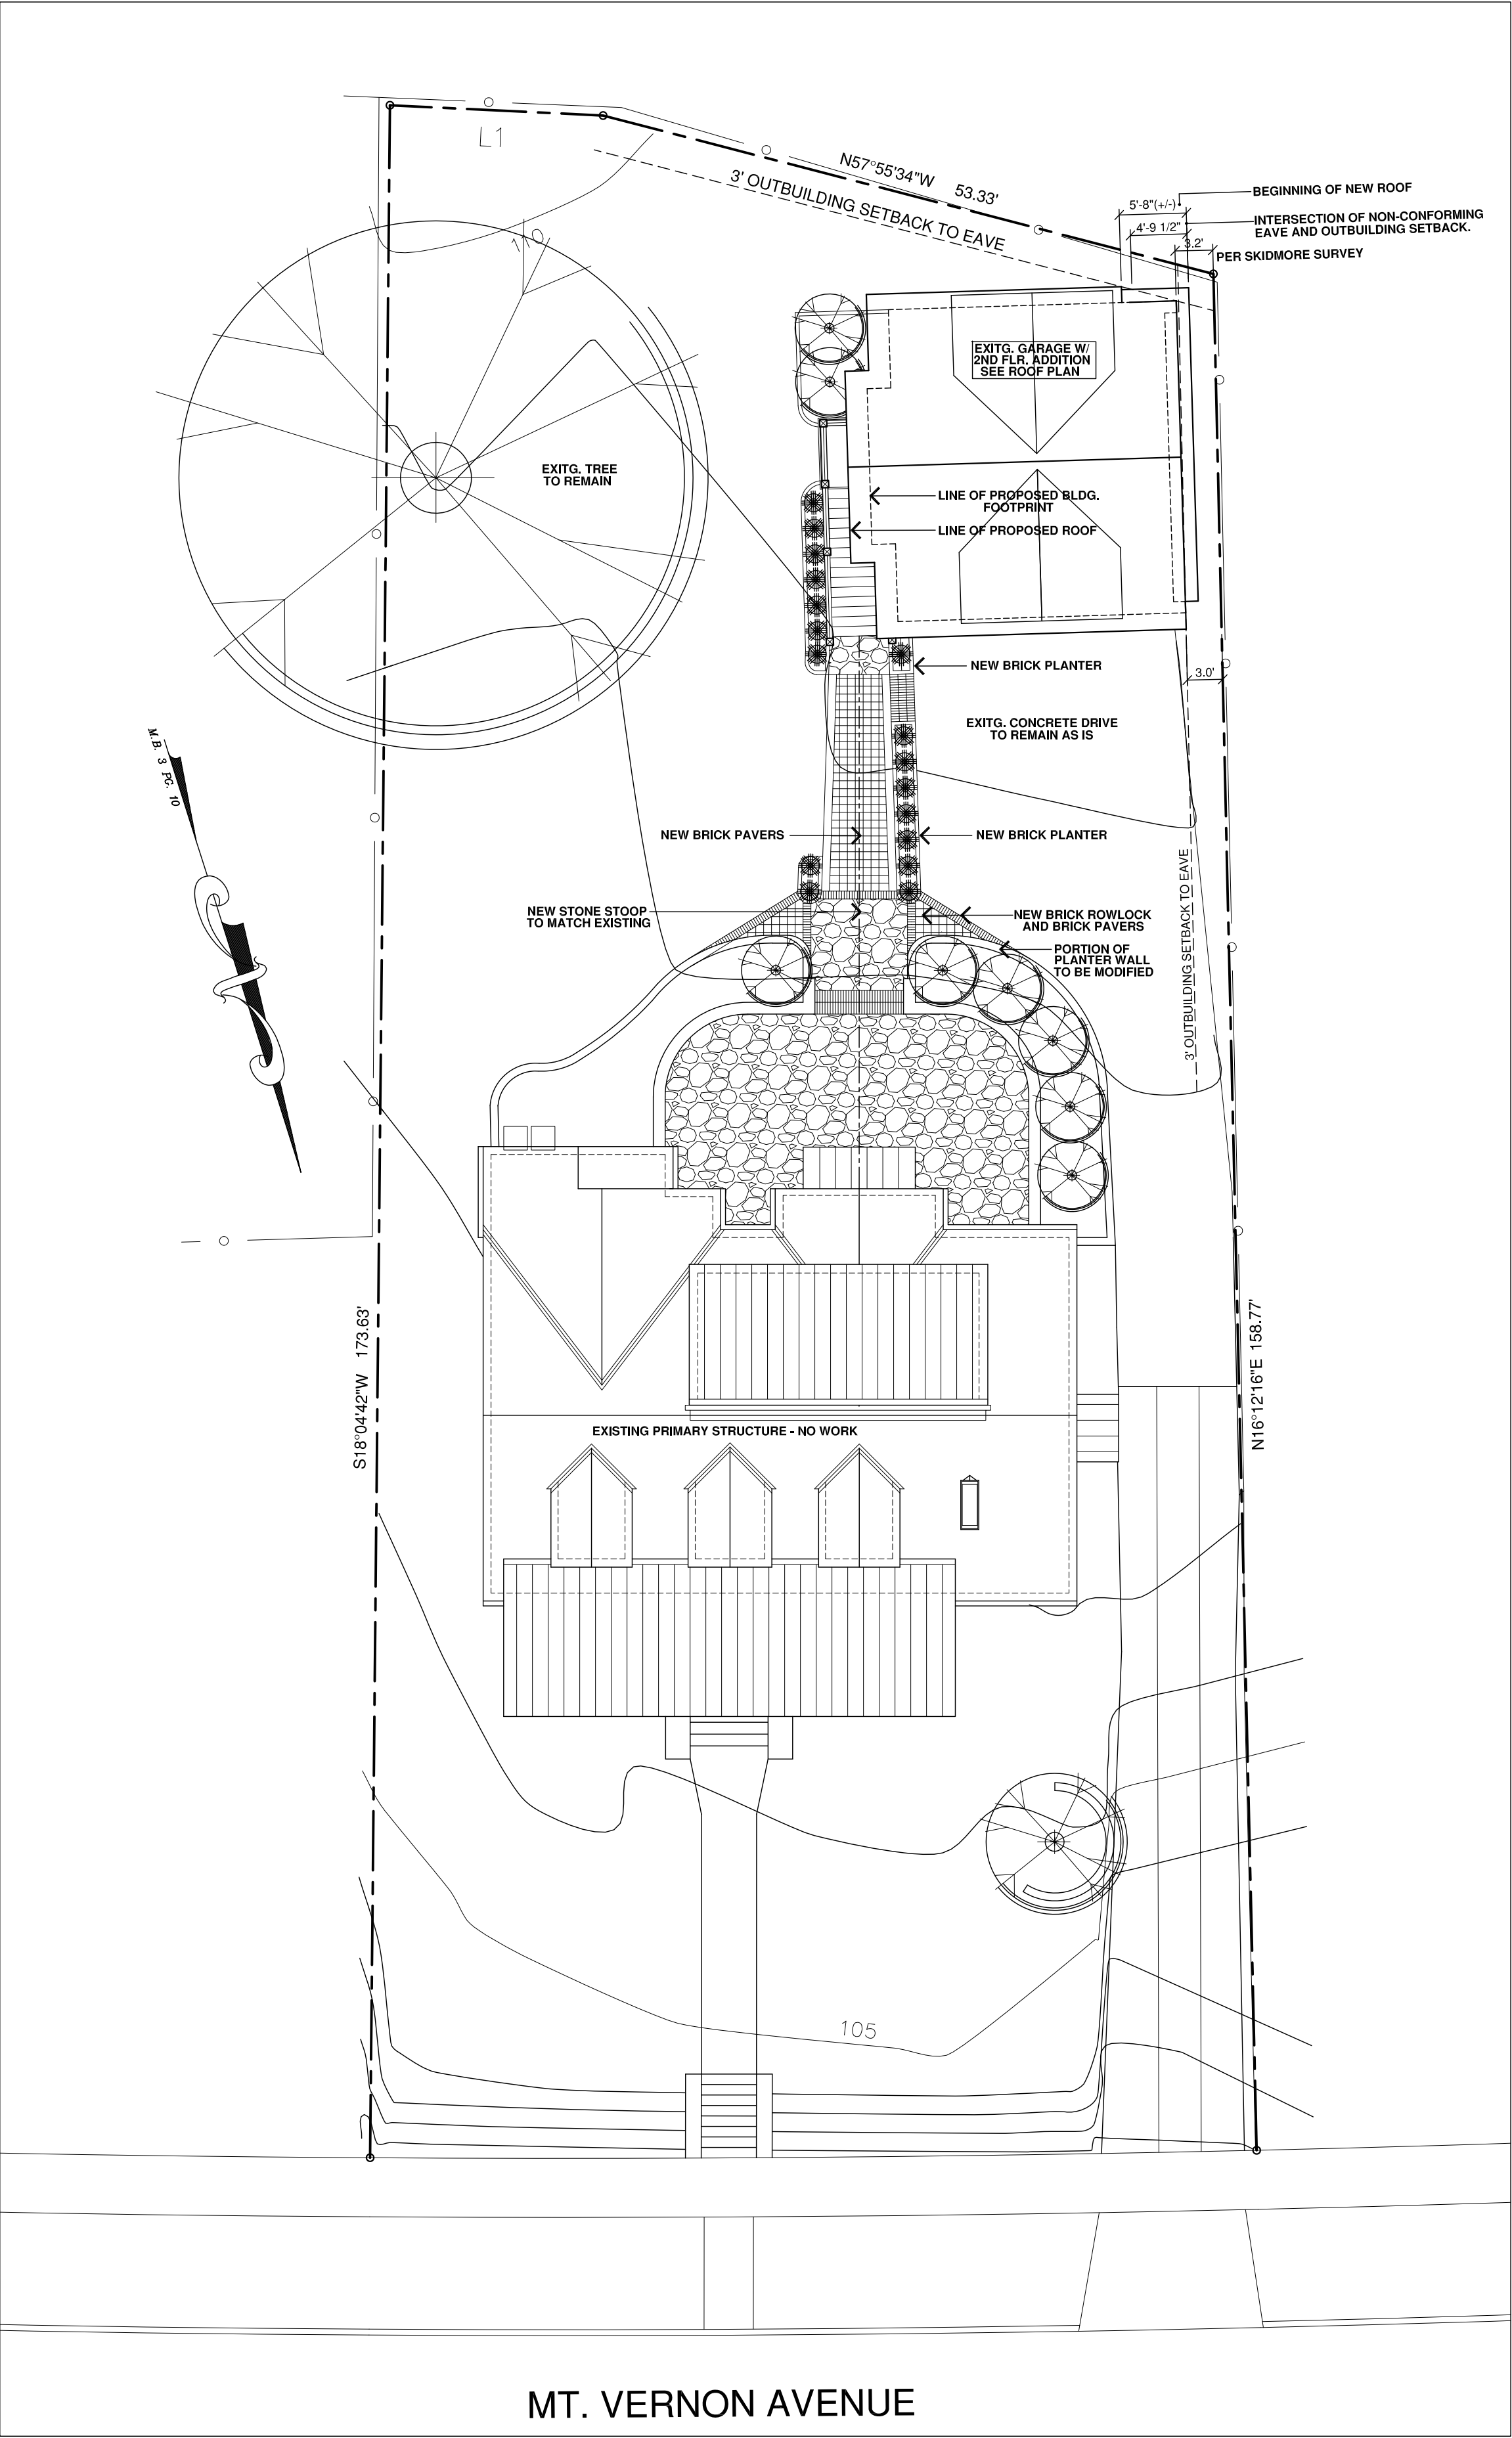 L1
N57°55'34"W 53.33'
3' OUTBUILDING SETBACK TO EAVE
BEGINNING OF NEW ROOF
5'-8"(+/-)
INTERSECTION OF NON-CONFORMING
EAVE AND OUTBUILDING SETBACK.
4'-9 1/2"
3.2'
PER SKIDMORE SURVEY
110
EXITG. GARAGE W/
2ND FLR. ADDITION
SEE ROOF PLAN
EXITG. TREE
TO REMAIN
LINE OF PROPOSED BLDG.
FOOTPRINT
LINE OF PROPOSED ROOF
NEW BRICK PLANTER
3.0'
EXITG. CONCRETE DRIVE
TO REMAIN AS IS
M.B. 3 PG. 10
NEW BRICK PAVERS
NEW BRICK PLANTER
NEW STONE STOOP
TO MATCH EXISTING
NEW BRICK ROWLOCK
AND BRICK PAVERS
PORTION OF
PLANTER WALL
TO BE MODIFIED
3' OUTBUILDING SETBACK TO EAVE
S18°04'42"W 173.63'
N16°12'16"E 158.77'
EXISTING PRIMARY STRUCTURE - NO WORK
105
MT. VERNON AVENUE